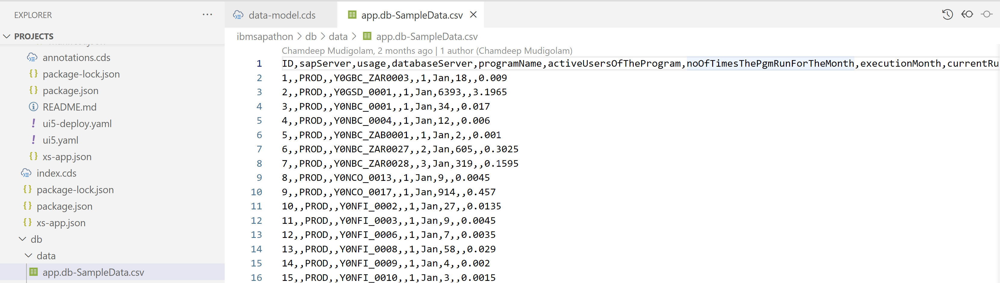 EXPLORER
PROJECTS
annotations.cds
package-lock.json
package.json
README.md
ui5-deploy.yaml
ui5.yaml
xs-app.json
index.cds
package-lock.json
package.json
xs-app.json
db
data
app.db-SampleData.csv
data-model.cds
app.db-SampleData.csv
ibmsapathon > db > data > app.db-SampleData.csv
Chamdeep Mudigolam, 2 months ago | 1 author (Chamdeep Mudigolam)
1 ID,sapServer,usage,databaseServer,programName,activeUsersOfTheProgram,noOfTimesThePgmRunForTheMonth,executionMonth,currentRu
2 1,,PROD,,Y0GBC_ZAR0003,,1,Jan,18,,0.009
3 2,,PROD,,Y0GSD_0001,,1,Jan,6393,,3.1965
4 3,,PROD,,Y0NBC_0001,,1,Jan,34,,0.017
5 4,,PROD,,Y0NBC_0004,,1,Jan,12,,0.006
6 5,,PROD,,Y0NBC_ZAB0001,,1,Jan,2,,0.001
7 6,,PROD,,Y0NBC_ZAR0027,,2,Jan,605,,0.3025
8 7,,PROD,,Y0NBC_ZAR0028,,3,Jan,319,,0.1595
9 8,,PROD,,Y0NCO_0013,,1,Jan,9,,0.0045
10 9,,PROD,,Y0NCO_0017,,1,Jan,914,,0.457
11 10,,PROD,,Y0NFI_0002,,1,Jan,27,,0.0135
12 11,,PROD,,Y0NFI_0003,,1,Jan,9,,0.0045
13 12,,PROD,,Y0NFI_0006,,1,Jan,7,,0.0035
14 13,,PROD,,Y0NFI_0008,,1,Jan,58,,0.029
15 14,,PROD,,Y0NFI_0009,,1,Jan,4,,0.002
16 15,,PROD,,Y0NFI_0010,,1,Jan,3,,0.0015